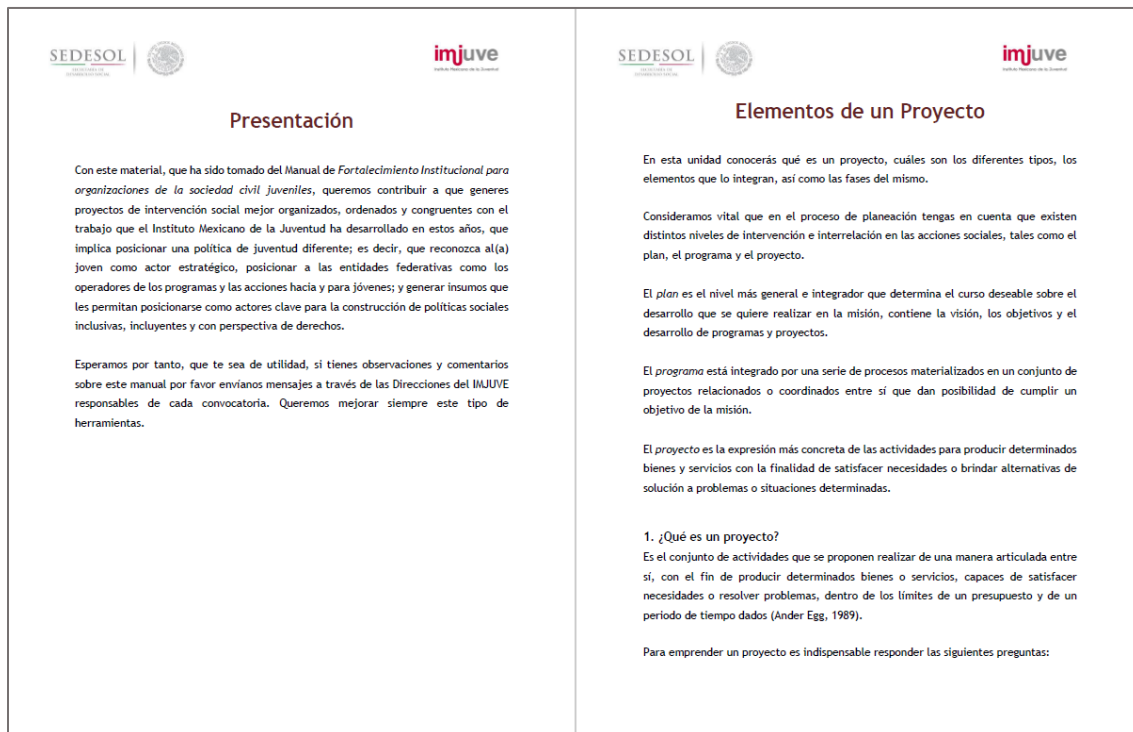 SEDESOL
SECRETARÍA DE
DESARROLLO SOCIAL
imjuve
Instituto Mexicano de la Juventud
Presentación
Con este material, que ha sido tomado del Manual de Fortalecimiento Institucional para
organizaciones de la sociedad civil juveniles, queremos contribuir a que generes
proyectos de intervención social mejor organizados, ordenados y congruentes con el
trabajo que el Instituto Mexicano de la Juventud ha desarrollado en estos años, que
implica posicionar una política de juventud diferente; es decir, que reconozca al(a)
joven como actor estratégico, posicionar a las entidades federativas como los
operadores de los programas y las acciones hacia y para jóvenes; y generar insumos que
les permitan posicionarse como actores clave para la construcción de políticas sociales
inclusivas, incluyentes y con perspectiva de derechos.
Esperamos por tanto, que te sea de utilidad, si tienes observaciones y comentarios
sobre este manual por favor envíanos mensajes a través de las Direcciones del IMJUVE
responsables de cada convocatoria. Queremos mejorar siempre este tipo de
herramientas.
SEDESOL
SECRETARÍA DE
DESARROLLO SOCIAL
imjuve
Instituto Mexicano de la Juventud
Elementos de un Proyecto
En esta unidad conocerás qué es un proyecto, cuáles son los diferentes tipos, los
elementos que lo integran, así como las fases del mismo.
Consideramos vital que en el proceso de planeación tengas en cuenta que existen
distintos niveles de intervención e interrelación en las acciones sociales, tales como el
plan, el programa y el proyecto.
El plan es el nivel más general e integrador que determina el curso deseable sobre el
desarrollo que se quiere realizar en la misión, contiene la visión, los objetivos y el
desarrollo de programas y proyectos.
El programa está integrado por una serie de procesos materializados en un conjunto de
proyectos relacionados o coordinados entre sí que dan posibilidad de cumplir un
objetivo de la misión.
El proyecto es la expresión más concreta de las actividades para producir determinados
bienes y servicios con la finalidad de satisfacer necesidades o brindar alternativas de
solución a problemas o situaciones determinadas.
1. ¿Qué es un proyecto?
Es el conjunto de actividades que se proponen realizar de una manera articulada entre
sí, con el fin de producir determinados bienes o servicios, capaces de satisfacer
necesidades o resolver problemas, dentro de los límites de un presupuesto y de un
periodo de tiempo dados (Ander Egg, 1989).
Para emprender un proyecto es indispensable responder las siguientes preguntas: